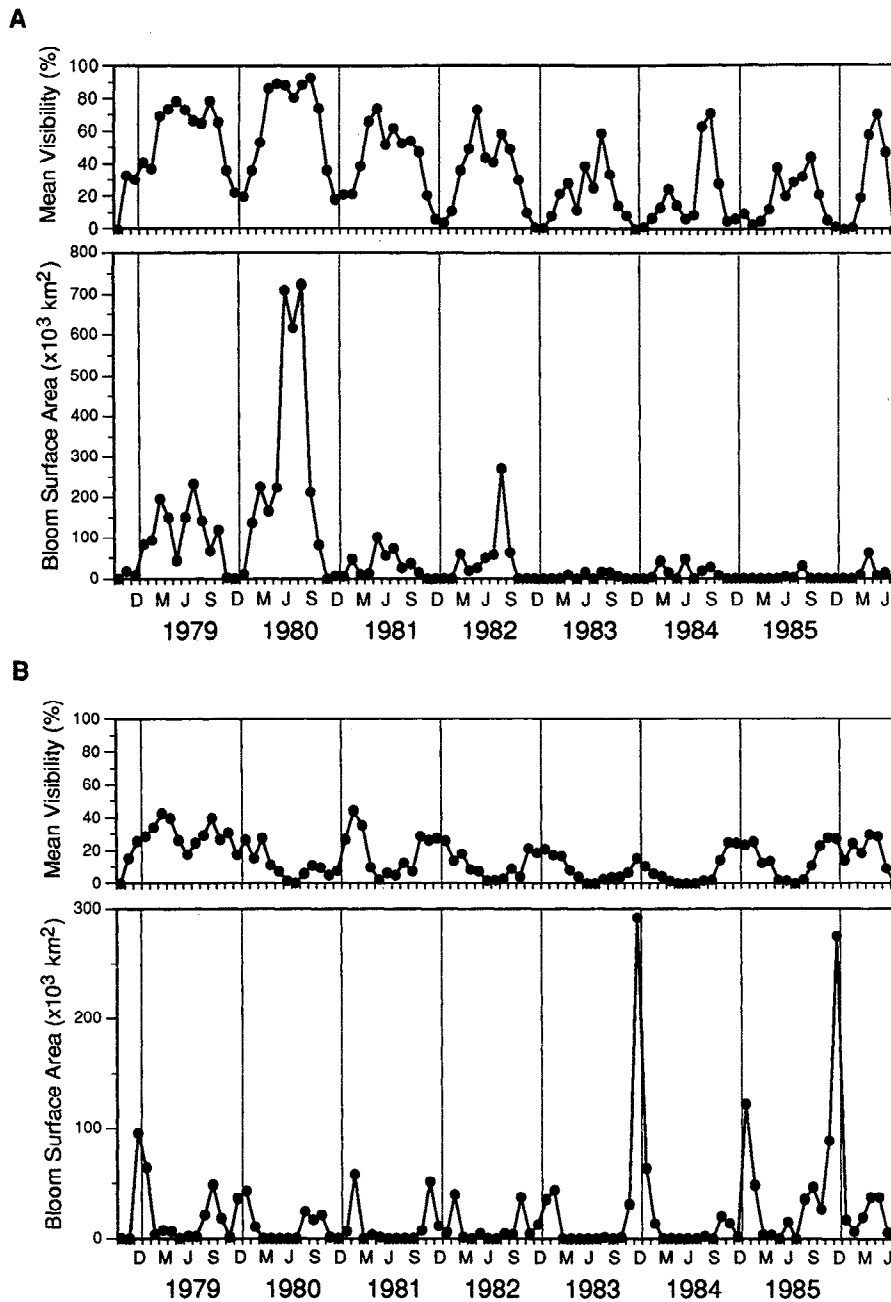 A
Mean Visibility (%)
100
80
60
40
20
0
Bloom Surface Area (x10³ km²)
800
700
600
500
400
300
200
100
0
D M J S D M J S D M J S D M J S D M J S D M J S D M J S D M J
1979 1980 1981 1982 1983 1984 1985
B
Mean Visibility (%)
100
80
60
40
20
0
Bloom Surface Area (x10³ km²)
300
200
100
0
D M J S D M J S D M J S D M J S D M J S D M J S D M J S D M J
1979 1980 1981 1982 1983 1984 1985